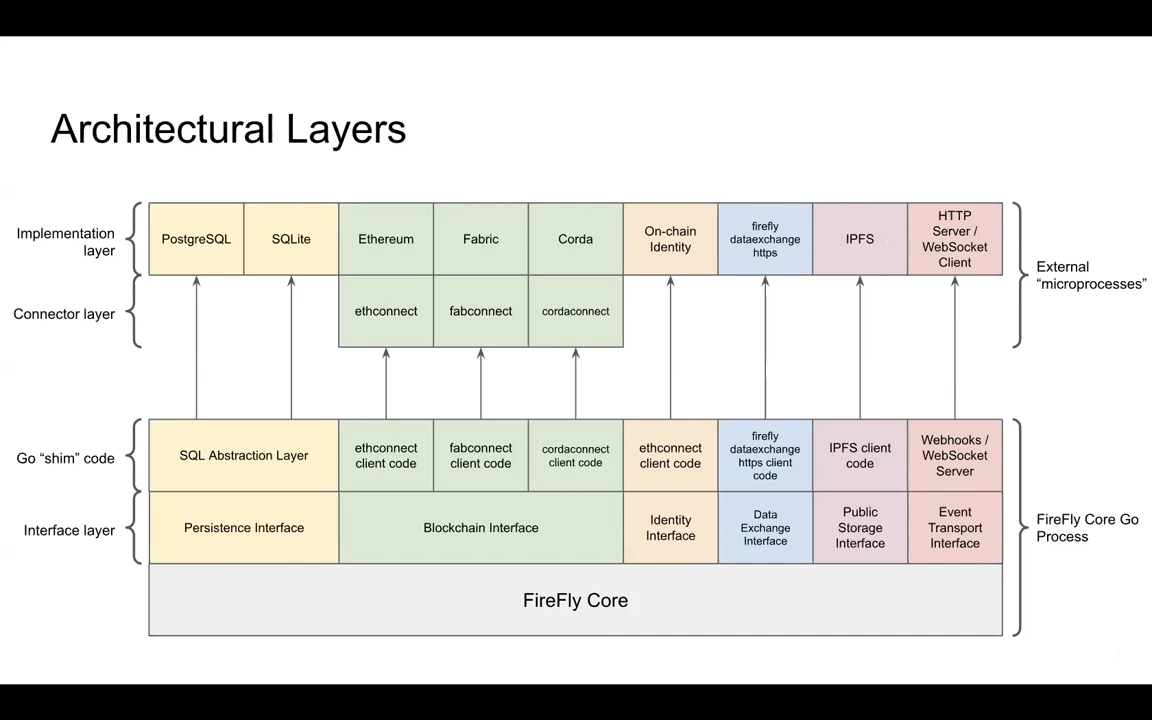 Architectural Layers
Implementation
layer
PostgreSQL
SQLite
Ethereum
Fabric
Corda
On-chain
Identity
firefly
dataexchange
https
IPFS
HTTP
Server /
WebSocket
Client
External
“microprocesses”
Connector layer
ethconnect
fabconnect
cordaconnect
Go “shim” code
SQL Abstraction Layer
ethconnect
client code
fabconnect
client code
cordaconnect
client code
ethconnect
client code
firefly
dataexchange
https client
code
IPFS client
code
Webhooks /
WebSocket
Server
Interface layer
Persistence Interface
Blockchain Interface
Identity
Interface
Data
Exchange
Interface
Public
Storage
Interface
Event
Transport
Interface
FireFly Core Go
Process
FireFly Core